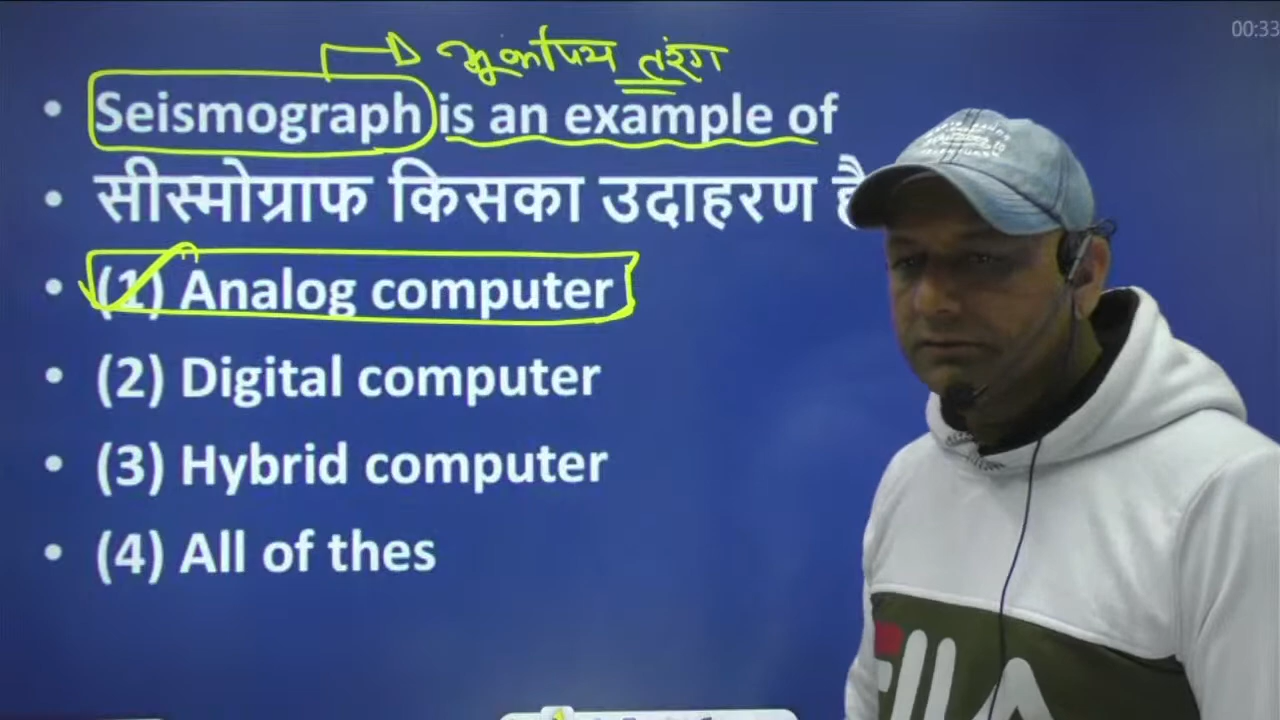 00:33
भूकम्पिय तरंग
• Seismograph is an example of
• सीस्मोग्राफ किसका उदाहरण है
• (1) Analog computer
• (2) Digital computer
• (3) Hybrid computer
• (4) All of thes
FILA